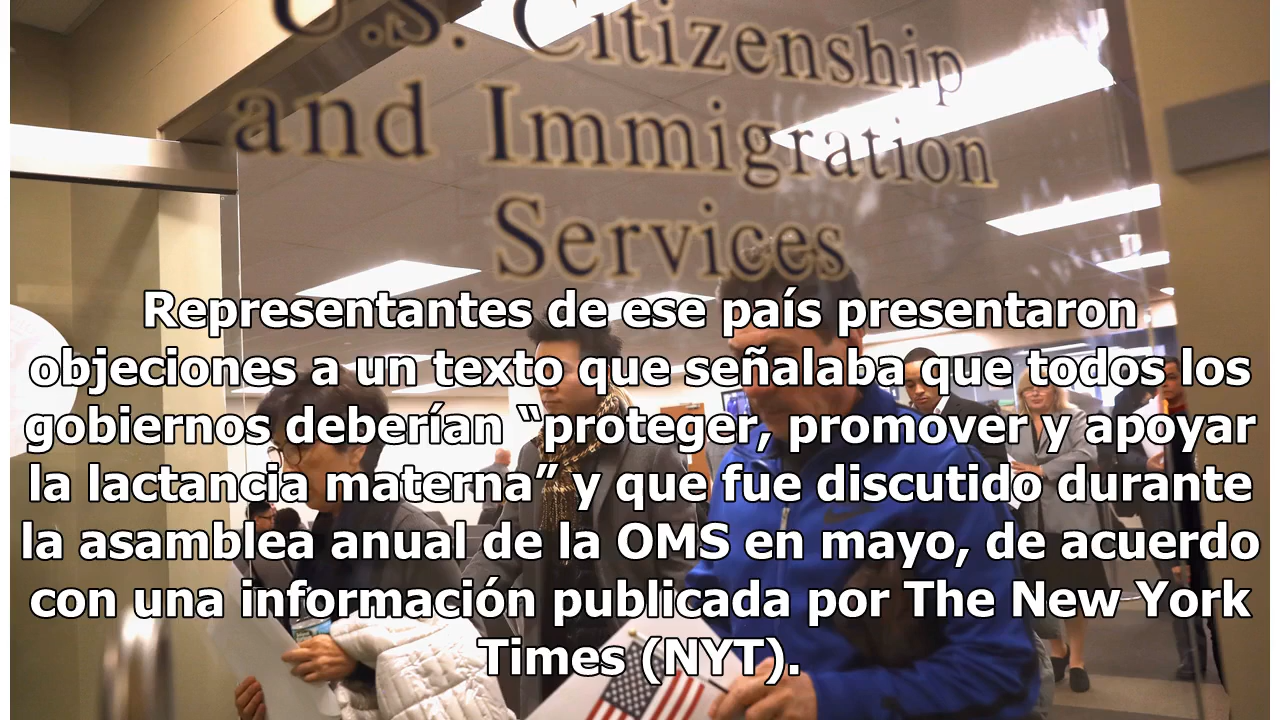 U.S. Citizenship
and Immigration
Services
Representantes de ese país presentaron
objeciones a un texto que señalaba que todos los
gobiernos deberían “proteger, promover y apoyar
la lactancia materna” y que fue discutido durante
la asamblea anual de la OMS en mayo, de acuerdo
con una información publicada por The New York
Times (NYT).